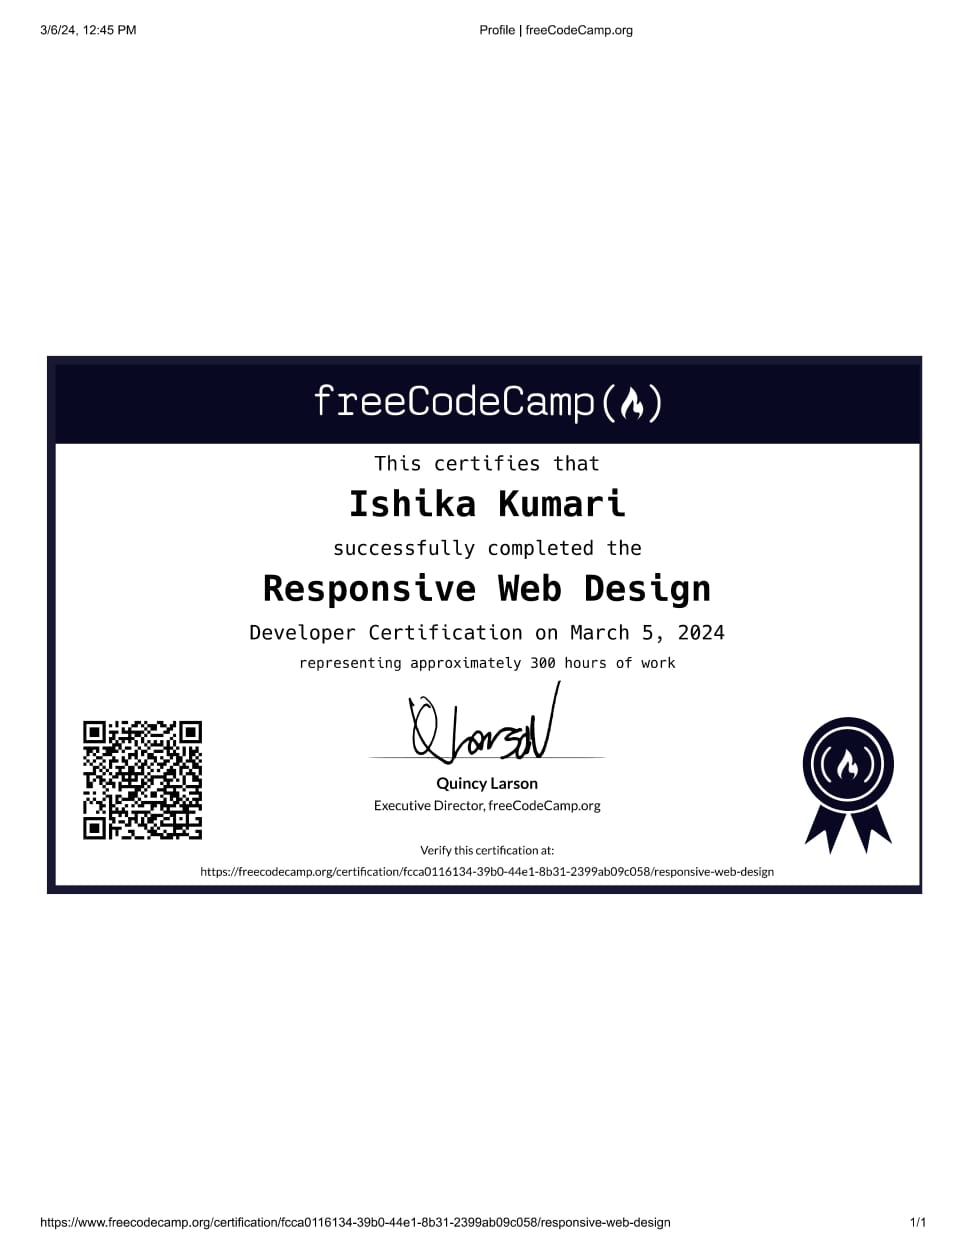 3/6/24, 12:45 PM
Profile | freeCodeCamp.org
freeCodeCamp(
)
This certifies that
Ishika Kumari
successfully completed the
Responsive Web Design
Developer Certification on March 5, 2024
representing approximately 300 hours of work
QLarson
Quincy Larson
Executive Director, freeCodeCamp.org
Verify this certification at:
https://freecodecamp.org/certification/fcca0116134-39b0-44e1-8b31-2399ab09c058/responsive-web-design
https://www.freecodecamp.org/certification/fcca0116134-39b0-44e1-8b31-2399ab09c058/responsive-web-design
1/1